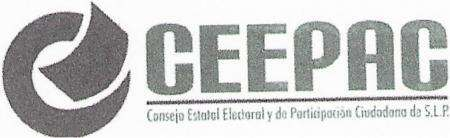 CEEPAC
Consejo Estatal Electoral y de Participación Ciudadana de S.L.P.